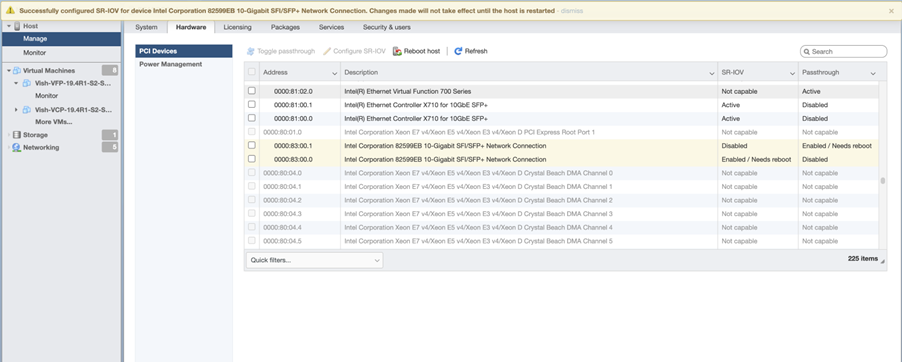 Successfully configured SR-IOV for device Intel Corporation 82599EB 10-Gigabit SFI/SFP+ Network Connection. Changes made will not take effect until the host is restarted - dismiss
Host
Manage
Monitor
Virtual Machines 8
Vish-VFP-19.4R1-S2-S...
Monitor
Vish-VCP-19.4R1-S2-S...
More VMs...
Storage 1
Networking 5
System Hardware Licensing Packages Services Security & users
PCI Devices
Power Management
Toggle passthrough Configure SR-IOV Reboot host Refresh Search
Address Description SR-IOV Passthrough
0000:81:02.0 Intel(R) Ethernet Virtual Function 700 Series Not capable Active
0000:81:00.1 Intel(R) Ethernet Controller X710 for 10GbE SFP+ Active Disabled
0000:81:00.0 Intel(R) Ethernet Controller X710 for 10GbE SFP+ Active Disabled
0000:80:01.0 Intel Corporation Xeon E7 v4/Xeon E5 v4/Xeon E3 v4/Xeon D PCI Express Root Port 1 Not capable Not capable
0000:83:00.1 Intel Corporation 82599EB 10-Gigabit SFI/SFP+ Network Connection Disabled Enabled / Needs reboot
0000:83:00.0 Intel Corporation 82599EB 10-Gigabit SFI/SFP+ Network Connection Enabled / Needs reboot Disabled
0000:80:04.0 Intel Corporation Xeon E7 v4/Xeon E5 v4/Xeon E3 v4/Xeon D Crystal Beach DMA Channel 0 Not capable Not capable
0000:80:04.1 Intel Corporation Xeon E7 v4/Xeon E5 v4/Xeon E3 v4/Xeon D Crystal Beach DMA Channel 1 Not capable Not capable
0000:80:04.2 Intel Corporation Xeon E7 v4/Xeon E5 v4/Xeon E3 v4/Xeon D Crystal Beach DMA Channel 2 Not capable Not capable
0000:80:04.3 Intel Corporation Xeon E7 v4/Xeon E5 v4/Xeon E3 v4/Xeon D Crystal Beach DMA Channel 3 Not capable Not capable
0000:80:04.4 Intel Corporation Xeon E7 v4/Xeon E5 v4/Xeon E3 v4/Xeon D Crystal Beach DMA Channel 4 Not capable Not capable
0000:80:04.5 Intel Corporation Xeon E7 v4/Xeon E5 v4/Xeon E3 v4/Xeon D Crystal Beach DMA Channel 5 Not capable Not capable
Quick filters... 225 items